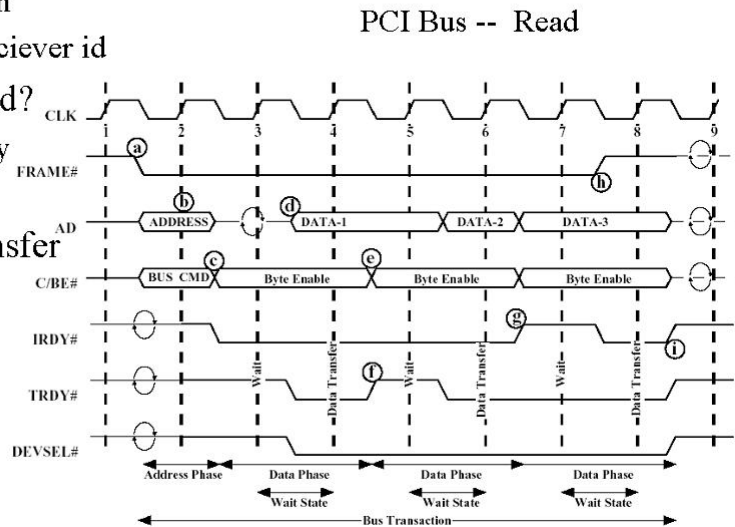 PCI Bus -- Read
ciever id
d?
y
nsfer
CLK
1 2 3 4 5 6 7 8 9
FRAME#
a
h
AD
b
d
ADDRESS DATA-1 DATA-2 DATA-3
C/BE#
c
e
BUS CMD Byte Enable Byte Enable Byte Enable
IRDY#
g
i
Wait Data Transfer Wait Data Transfer Wait Data Transfer
TRDY#
f
DEVSEL#
Address Phase Data Phase Data Phase Data Phase
Wait State Wait State Wait State
Bus Transaction